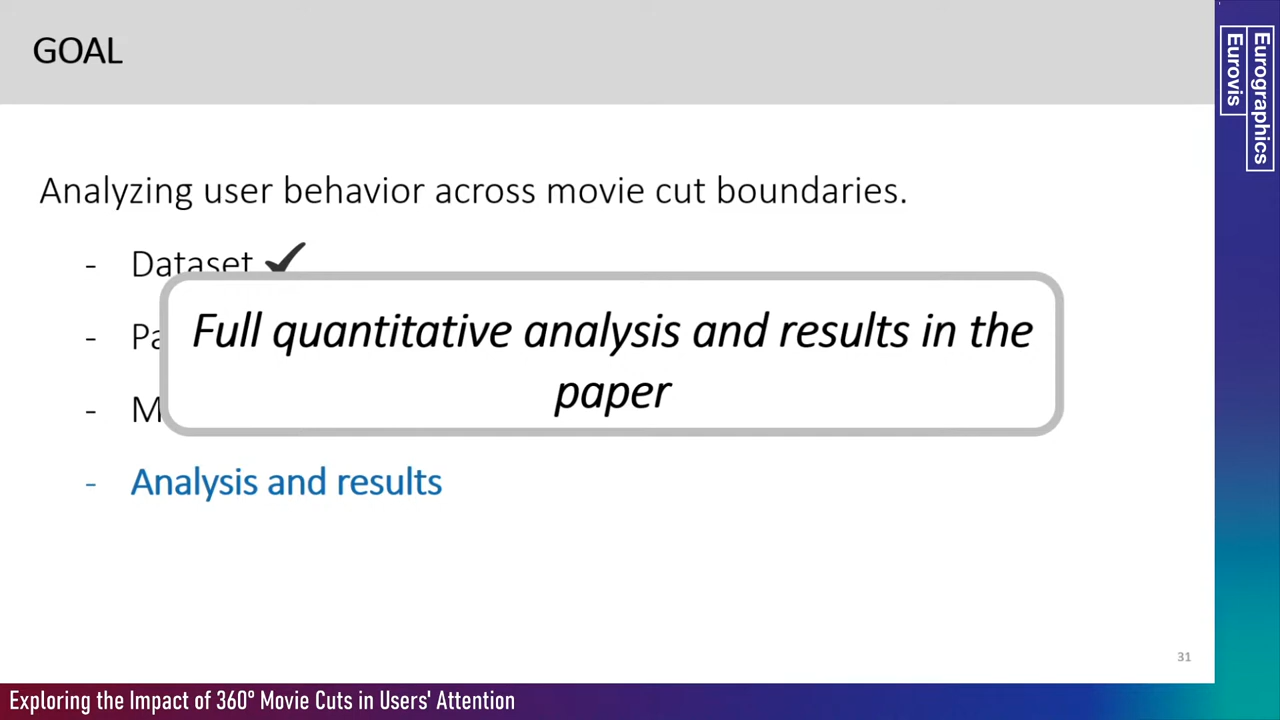 GOAL
Eurographics
Eurovis
Analyzing user behavior across movie cut boundaries.
- Dataset ✓
- Pa
- M
Full quantitative analysis and results in the
paper
- Analysis and results
31
Exploring the Impact of 360° Movie Cuts in Users' Attention